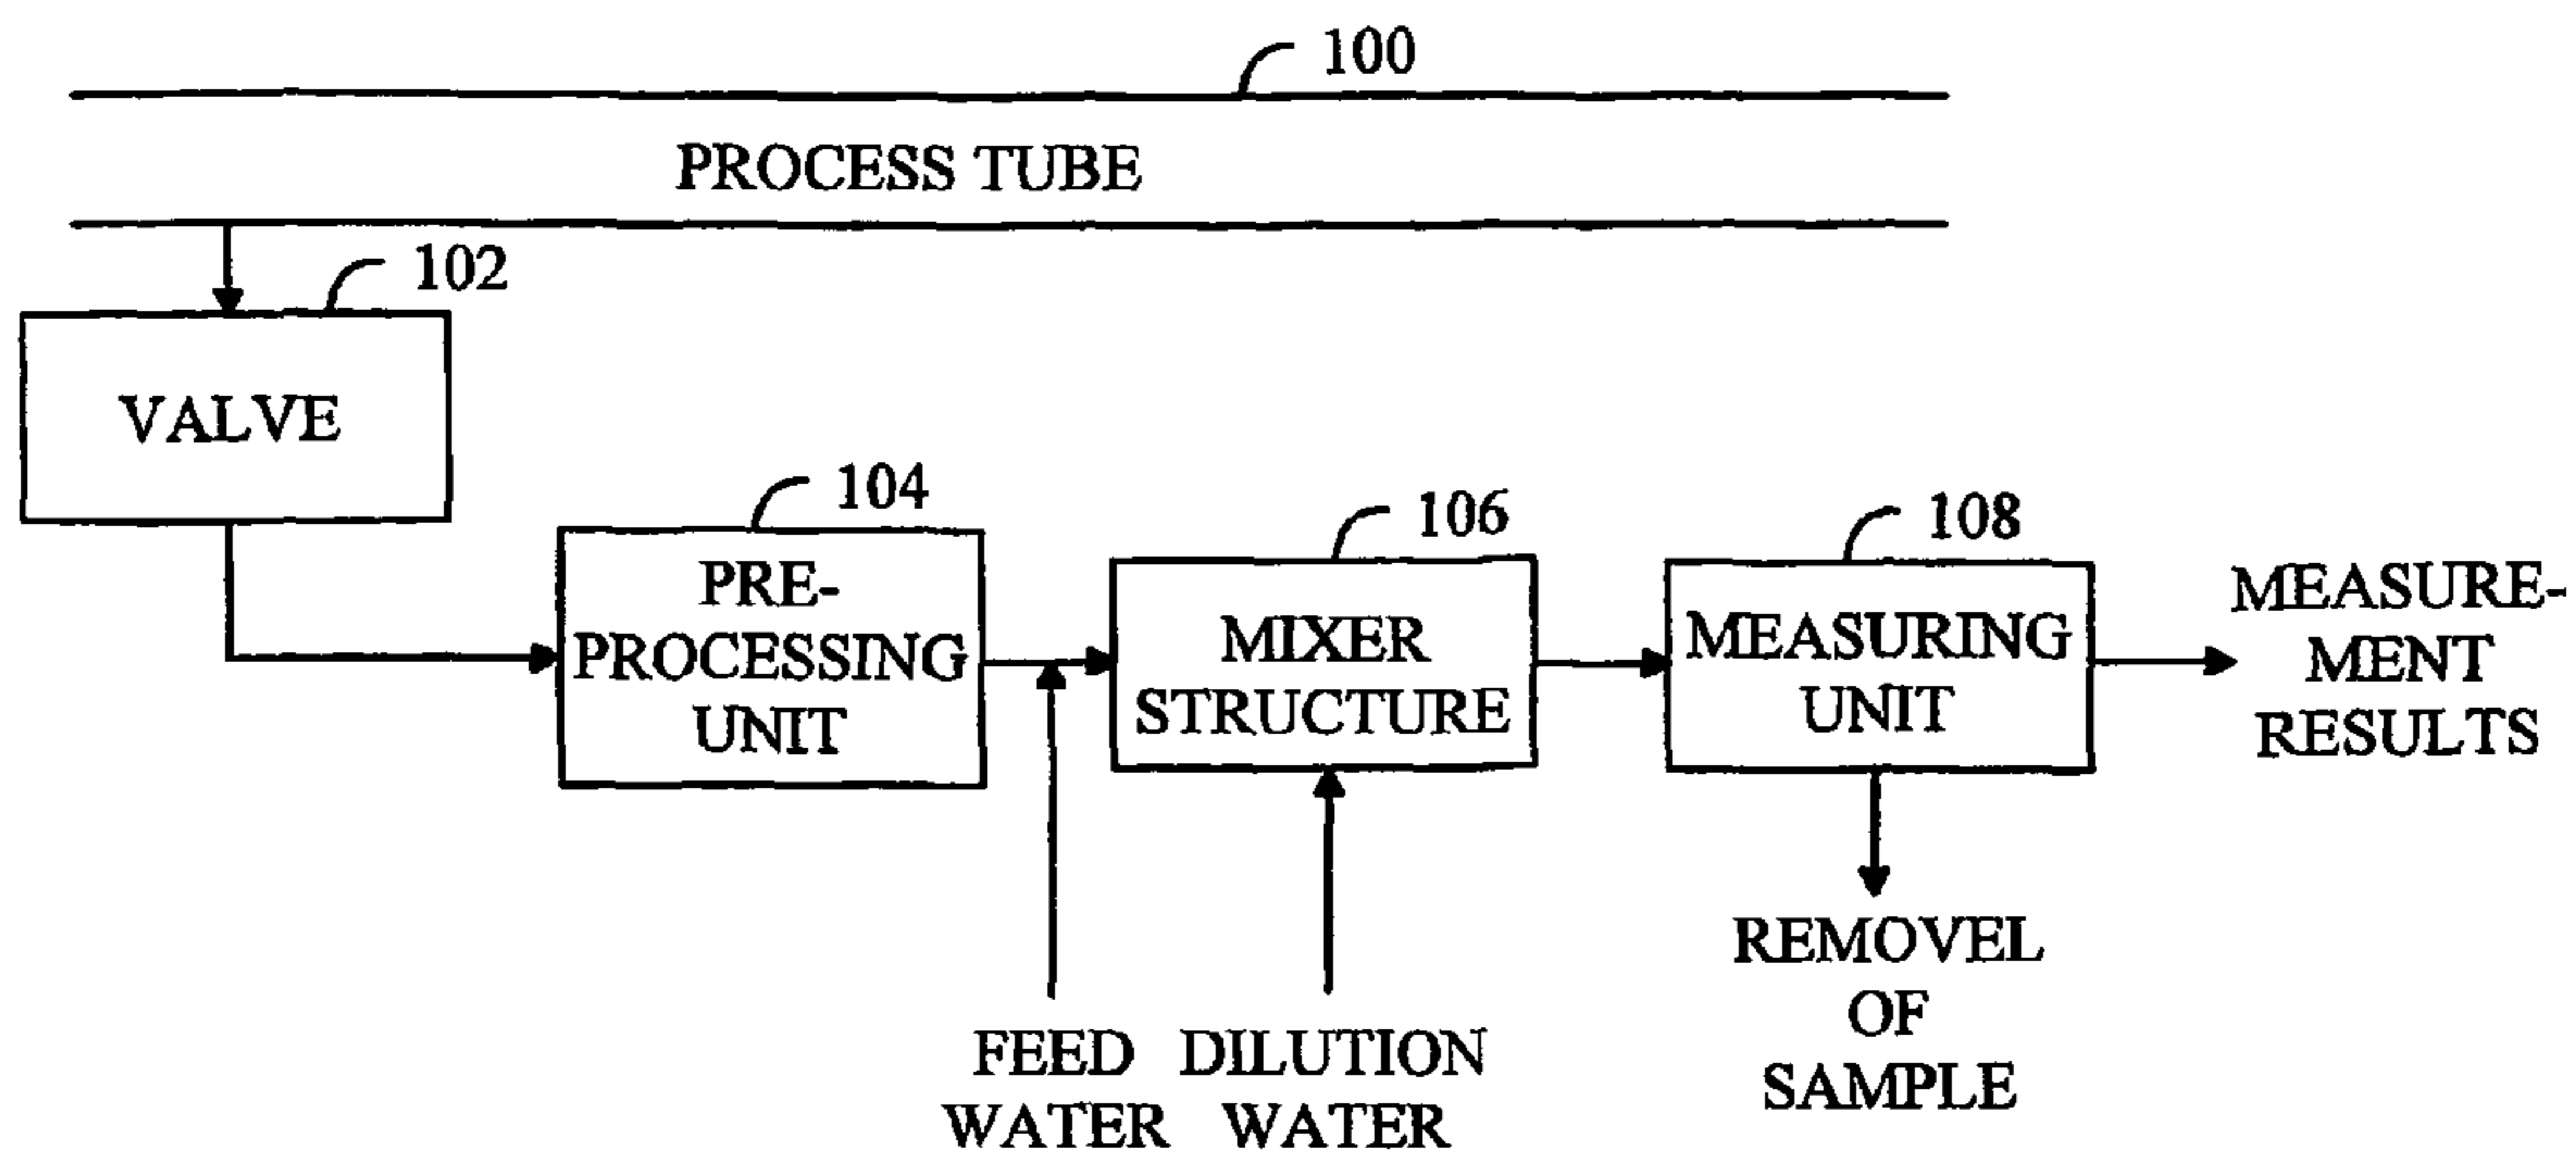 100
PROCESS TUBE
102
VALVE
104
PRE-
PROCESSING
UNIT
106
MIXER
STRUCTURE
108
MEASURING
UNIT
MEASURE-
MENT
RESULTS
FEED
WATER
DILUTION
WATER
REMOVEL
OF
SAMPLE